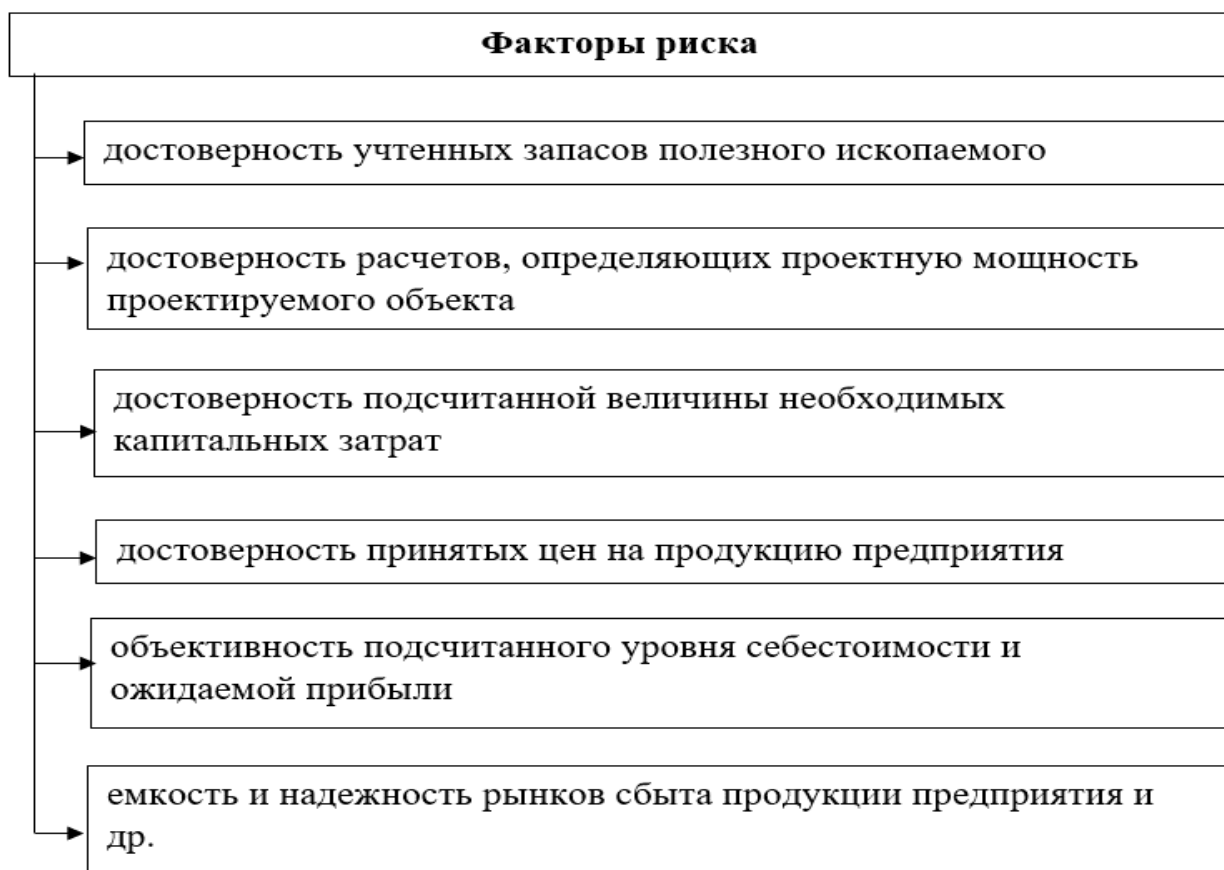 Факторы риска
достоверность учтенных запасов полезного ископаемого
достоверность расчетов, определяющих проектную мощность
проектируемого объекта
достоверность подсчитанной величины необходимых
капитальных затрат
достоверность принятых цен на продукцию предприятия
объективность подсчитанного уровня себестоимости и
ожидаемой прибыли
емкость и надежность рынков сбыта продукции предприятия и
др.